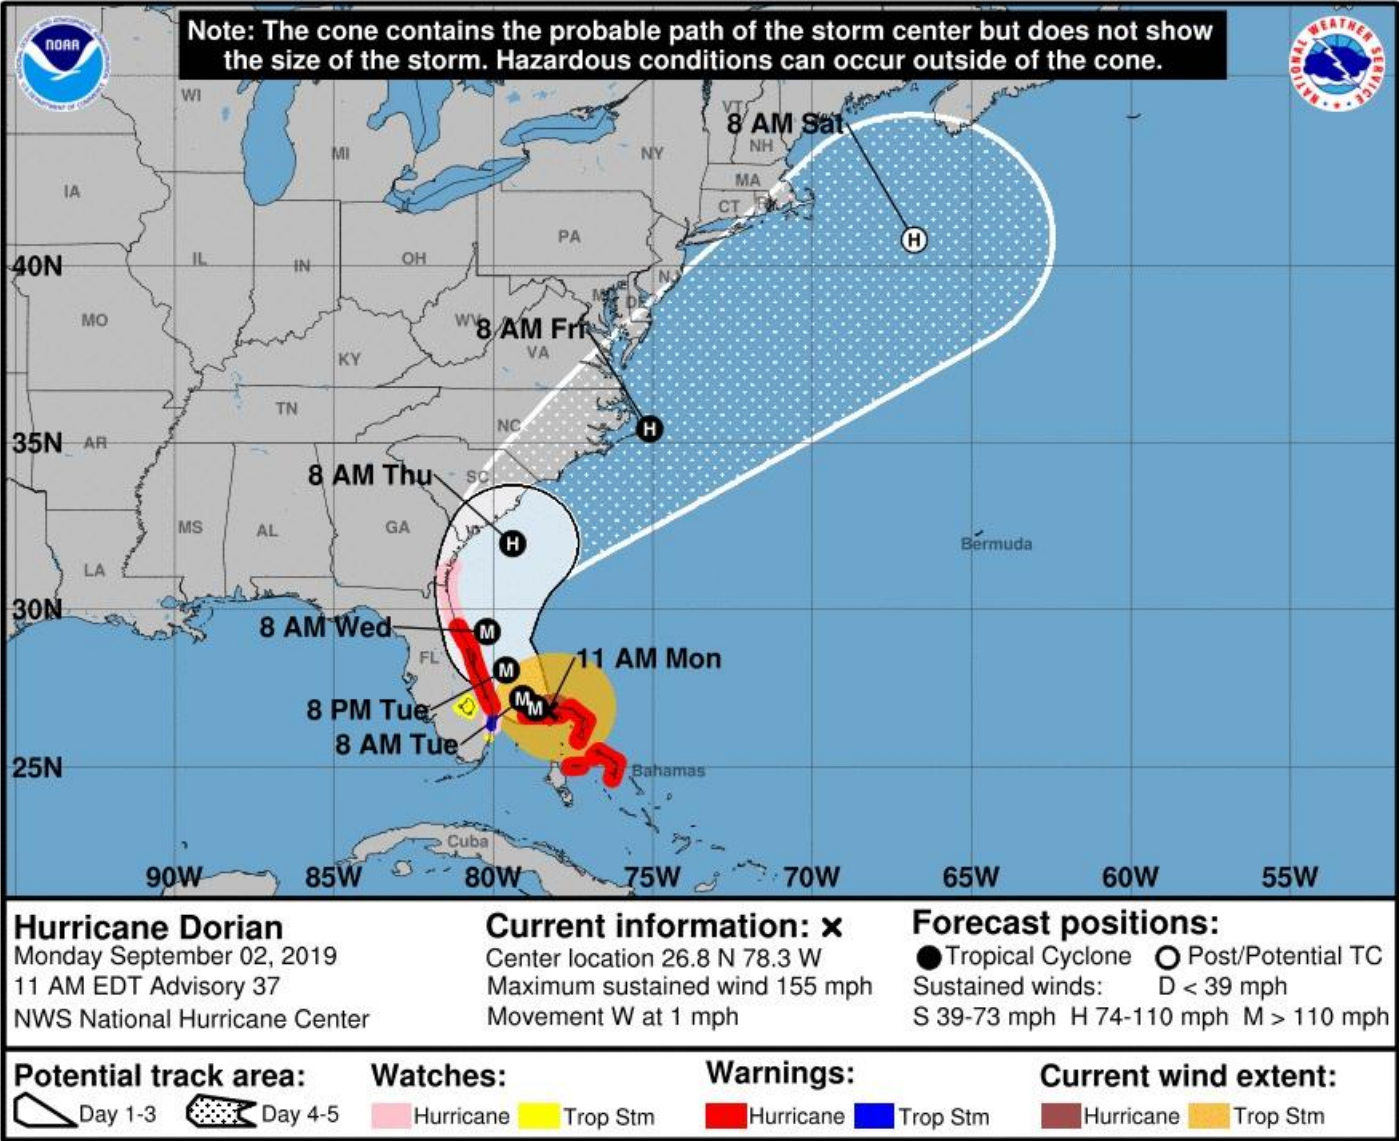 Note: The cone contains the probable path of the storm center but does not show
the size of the storm. Hazardous conditions can occur outside of the cone.
NOAA
NATIONAL WEATHER SERVICE
WI
VT
8 AM Sat
MI
NY
NH
IA
MA
CT
PA
IL
IN
OH
40N
NJ
DE
MO
WV
8 AM Fri
KY
VA
TN
NC
AR
35N
8 AM Thu
SC
MS
AL
GA
H
H
H
Bermuda
LA
30N
8 AM Wed
M
FL
11 AM Mon
M
8 PM Tue
M
M
8 AM Tue
25N
Bahamas
Cuba
90W 85W 80W 75W 70W 65W 60W 55W
Hurricane Dorian
Monday September 02, 2019
11 AM EDT Advisory 37
NWS National Hurricane Center
Current information: ×
Center location 26.8 N 78.3 W
Maximum sustained wind 155 mph
Movement W at 1 mph
Forecast positions:
Tropical Cyclone Post/Potential TC
Sustained winds: D < 39 mph
S 39-73 mph H 74-110 mph M > 110 mph
Potential track area:
Day 1-3 Day 4-5
Watches:
Hurricane Trop Stm
Warnings:
Hurricane Trop Stm
Current wind extent:
Hurricane Trop Stm